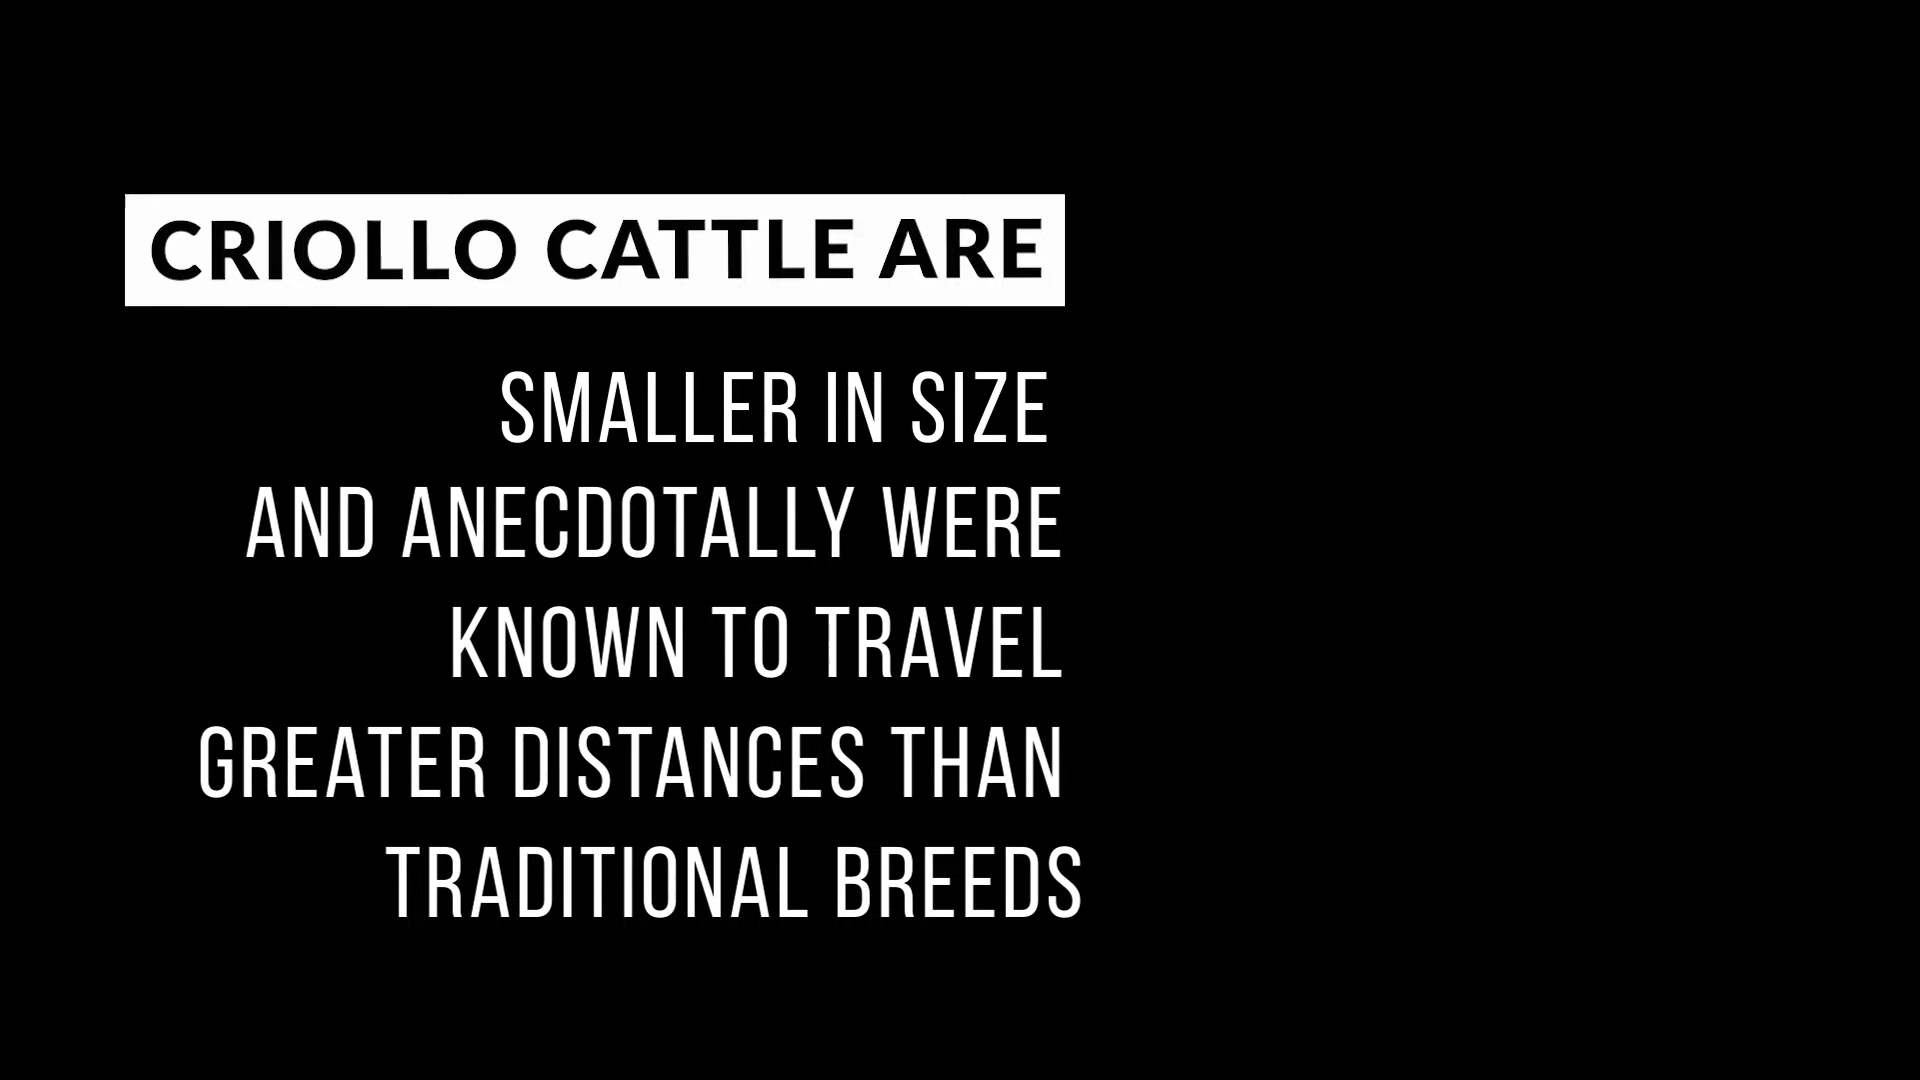 CRIOLLO CATTLE ARE
SMALLER IN SIZE
AND ANECDOTALLY WERE
KNOWN TO TRAVEL
GREATER DISTANCES THAN
TRADITIONAL BREEDS